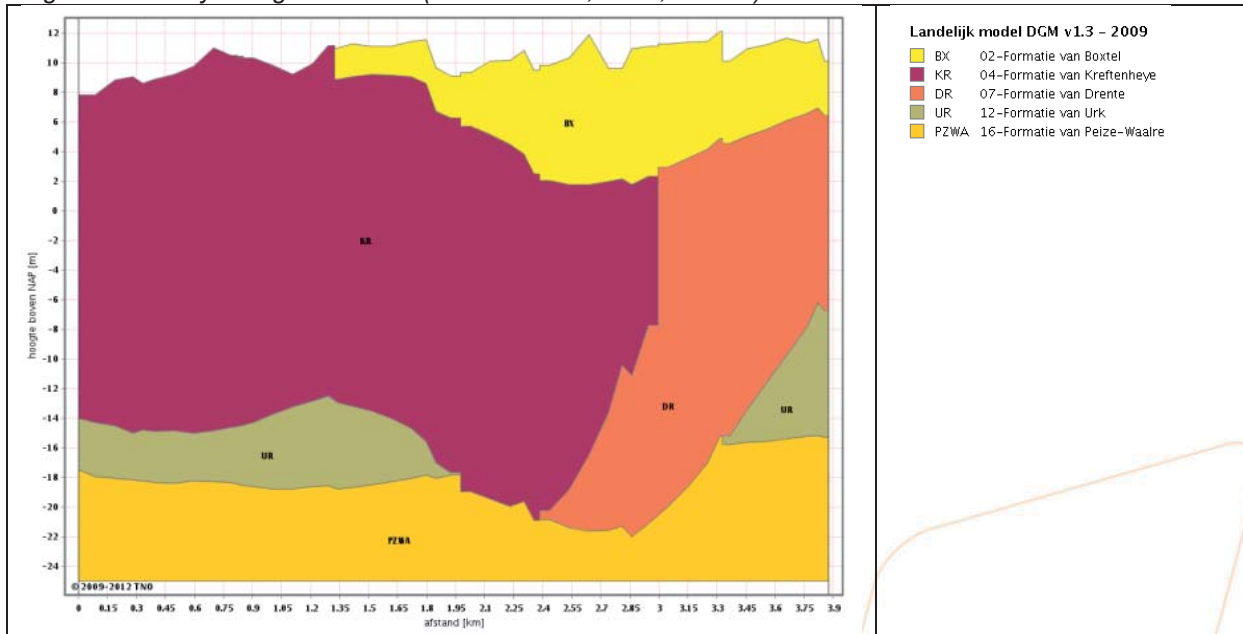 Landelijk model DGM v1.3 - 2009
BX 02-Formatie van Boxtel
KR 04-Formatie van Kreftenheye
DR 07-Formatie van Drente
UR 12-Formatie van Urk
PZWA 16-Formatie van Peize-Waalre
hoogte boven NAP [m]
12
10
8
6
4
2
0
-2
-4
-6
-8
-10
-12
-14
-16
-18
-20
-22
-24
BX
KR
DR
UR
UR
PZWA
© 2009-2012 TNO
0 0.15 0.3 0.45 0.6 0.75 0.9 1.05 1.2 1.35 1.5 1.65 1.8 1.95 2.1 2.25 2.4 2.55 2.7 2.85 3 3.15 3.3 3.45 3.6 3.75 3.9
afstand [km]